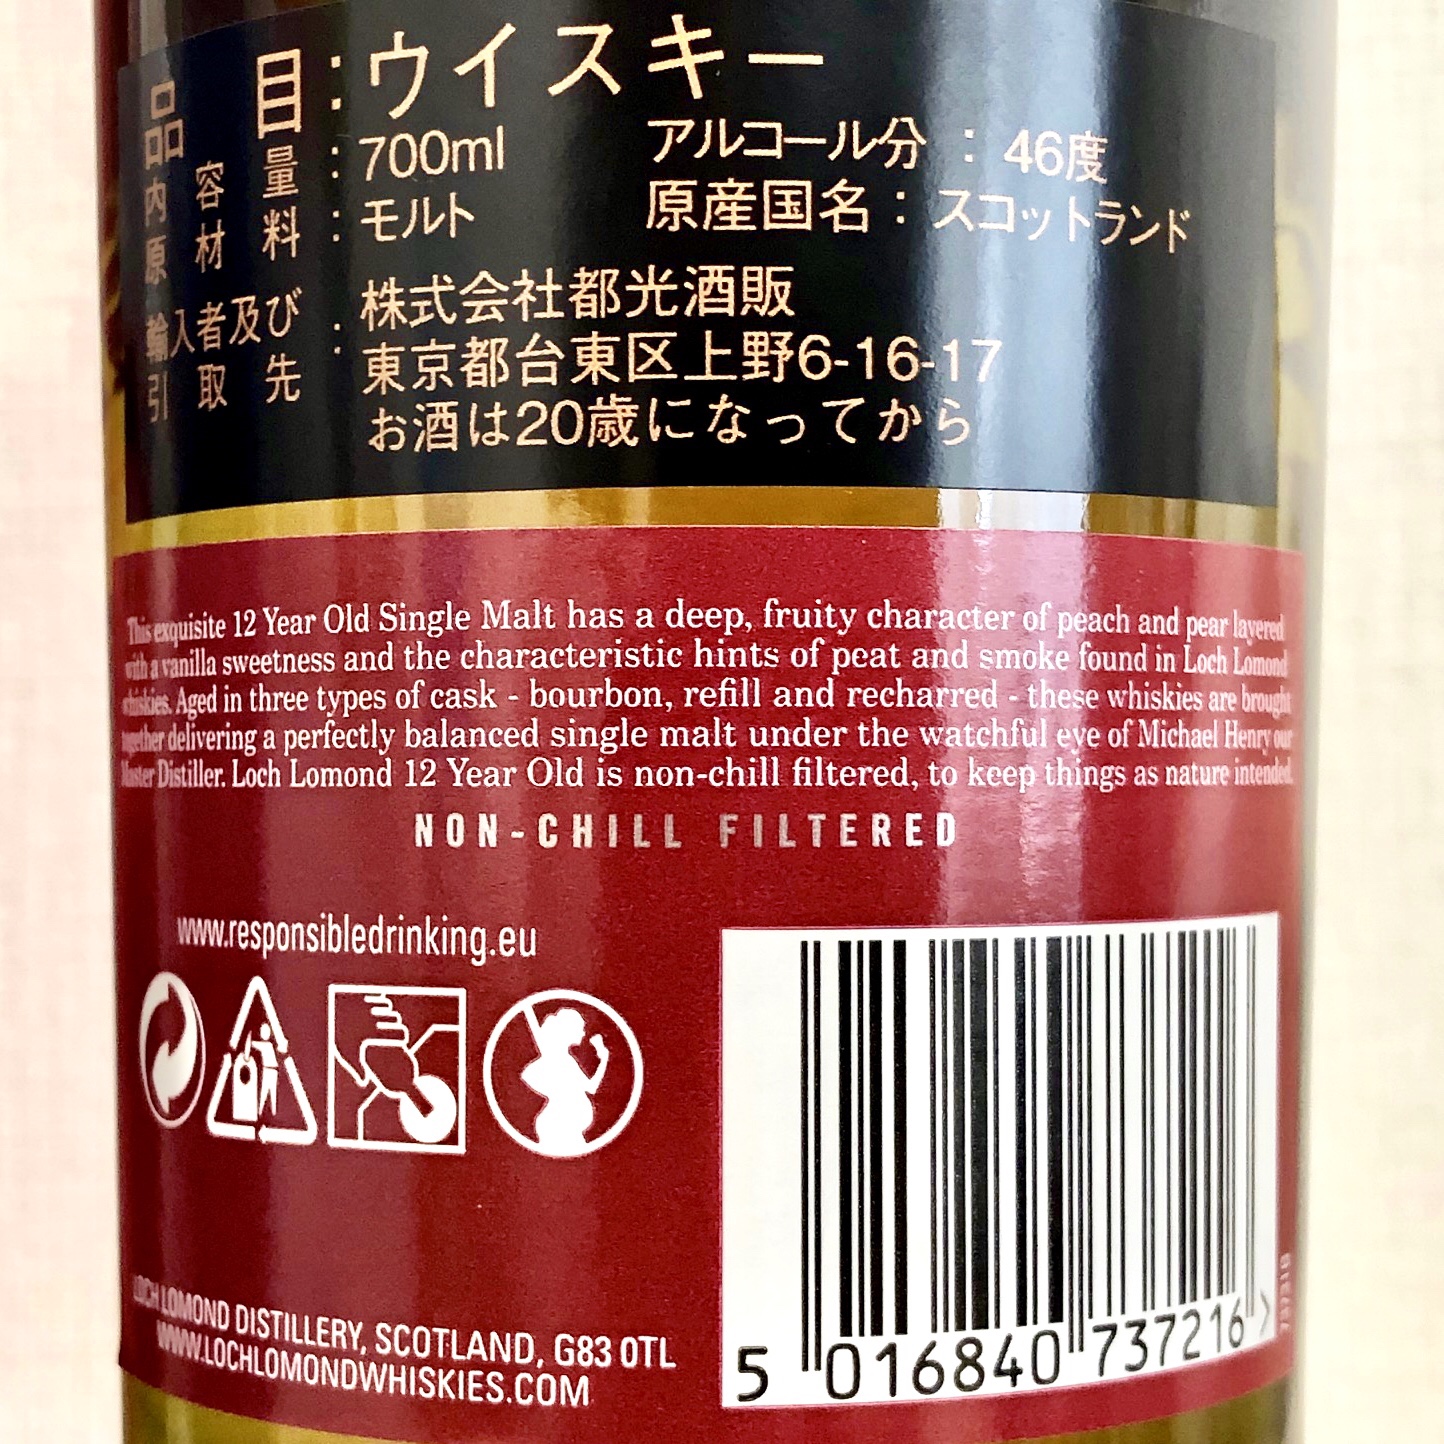 品目：ウイスキー
内容量：700ml アルコール分：46度
原材料：モルト 原産国名：スコットランド
輸入者及び引取先：株式会社都光酒販
東京都台東区上野6-16-17
お酒は20歳になってから
This exquisite 12 Year Old Single Malt has a deep, fruity character of peach and pear layered
with a vanilla sweetness and the characteristic hints of peat and smoke found in Loch Lomond
whiskies. Aged in three types of cask - bourbon, refill and recharred - these whiskies are brought
together delivering a perfectly balanced single malt under the watchful eye of Michael Henry our
Master Distiller. Loch Lomond 12 Year Old is non-chill filtered, to keep things as nature intended.
NON-CHILL FILTERED
www.responsibledrinking.eu
LOCH LOMOND DISTILLERY, SCOTLAND, G83 0TL
WWW.LOCHLOMONDWHISKIES.COM
5 016840 737216 >